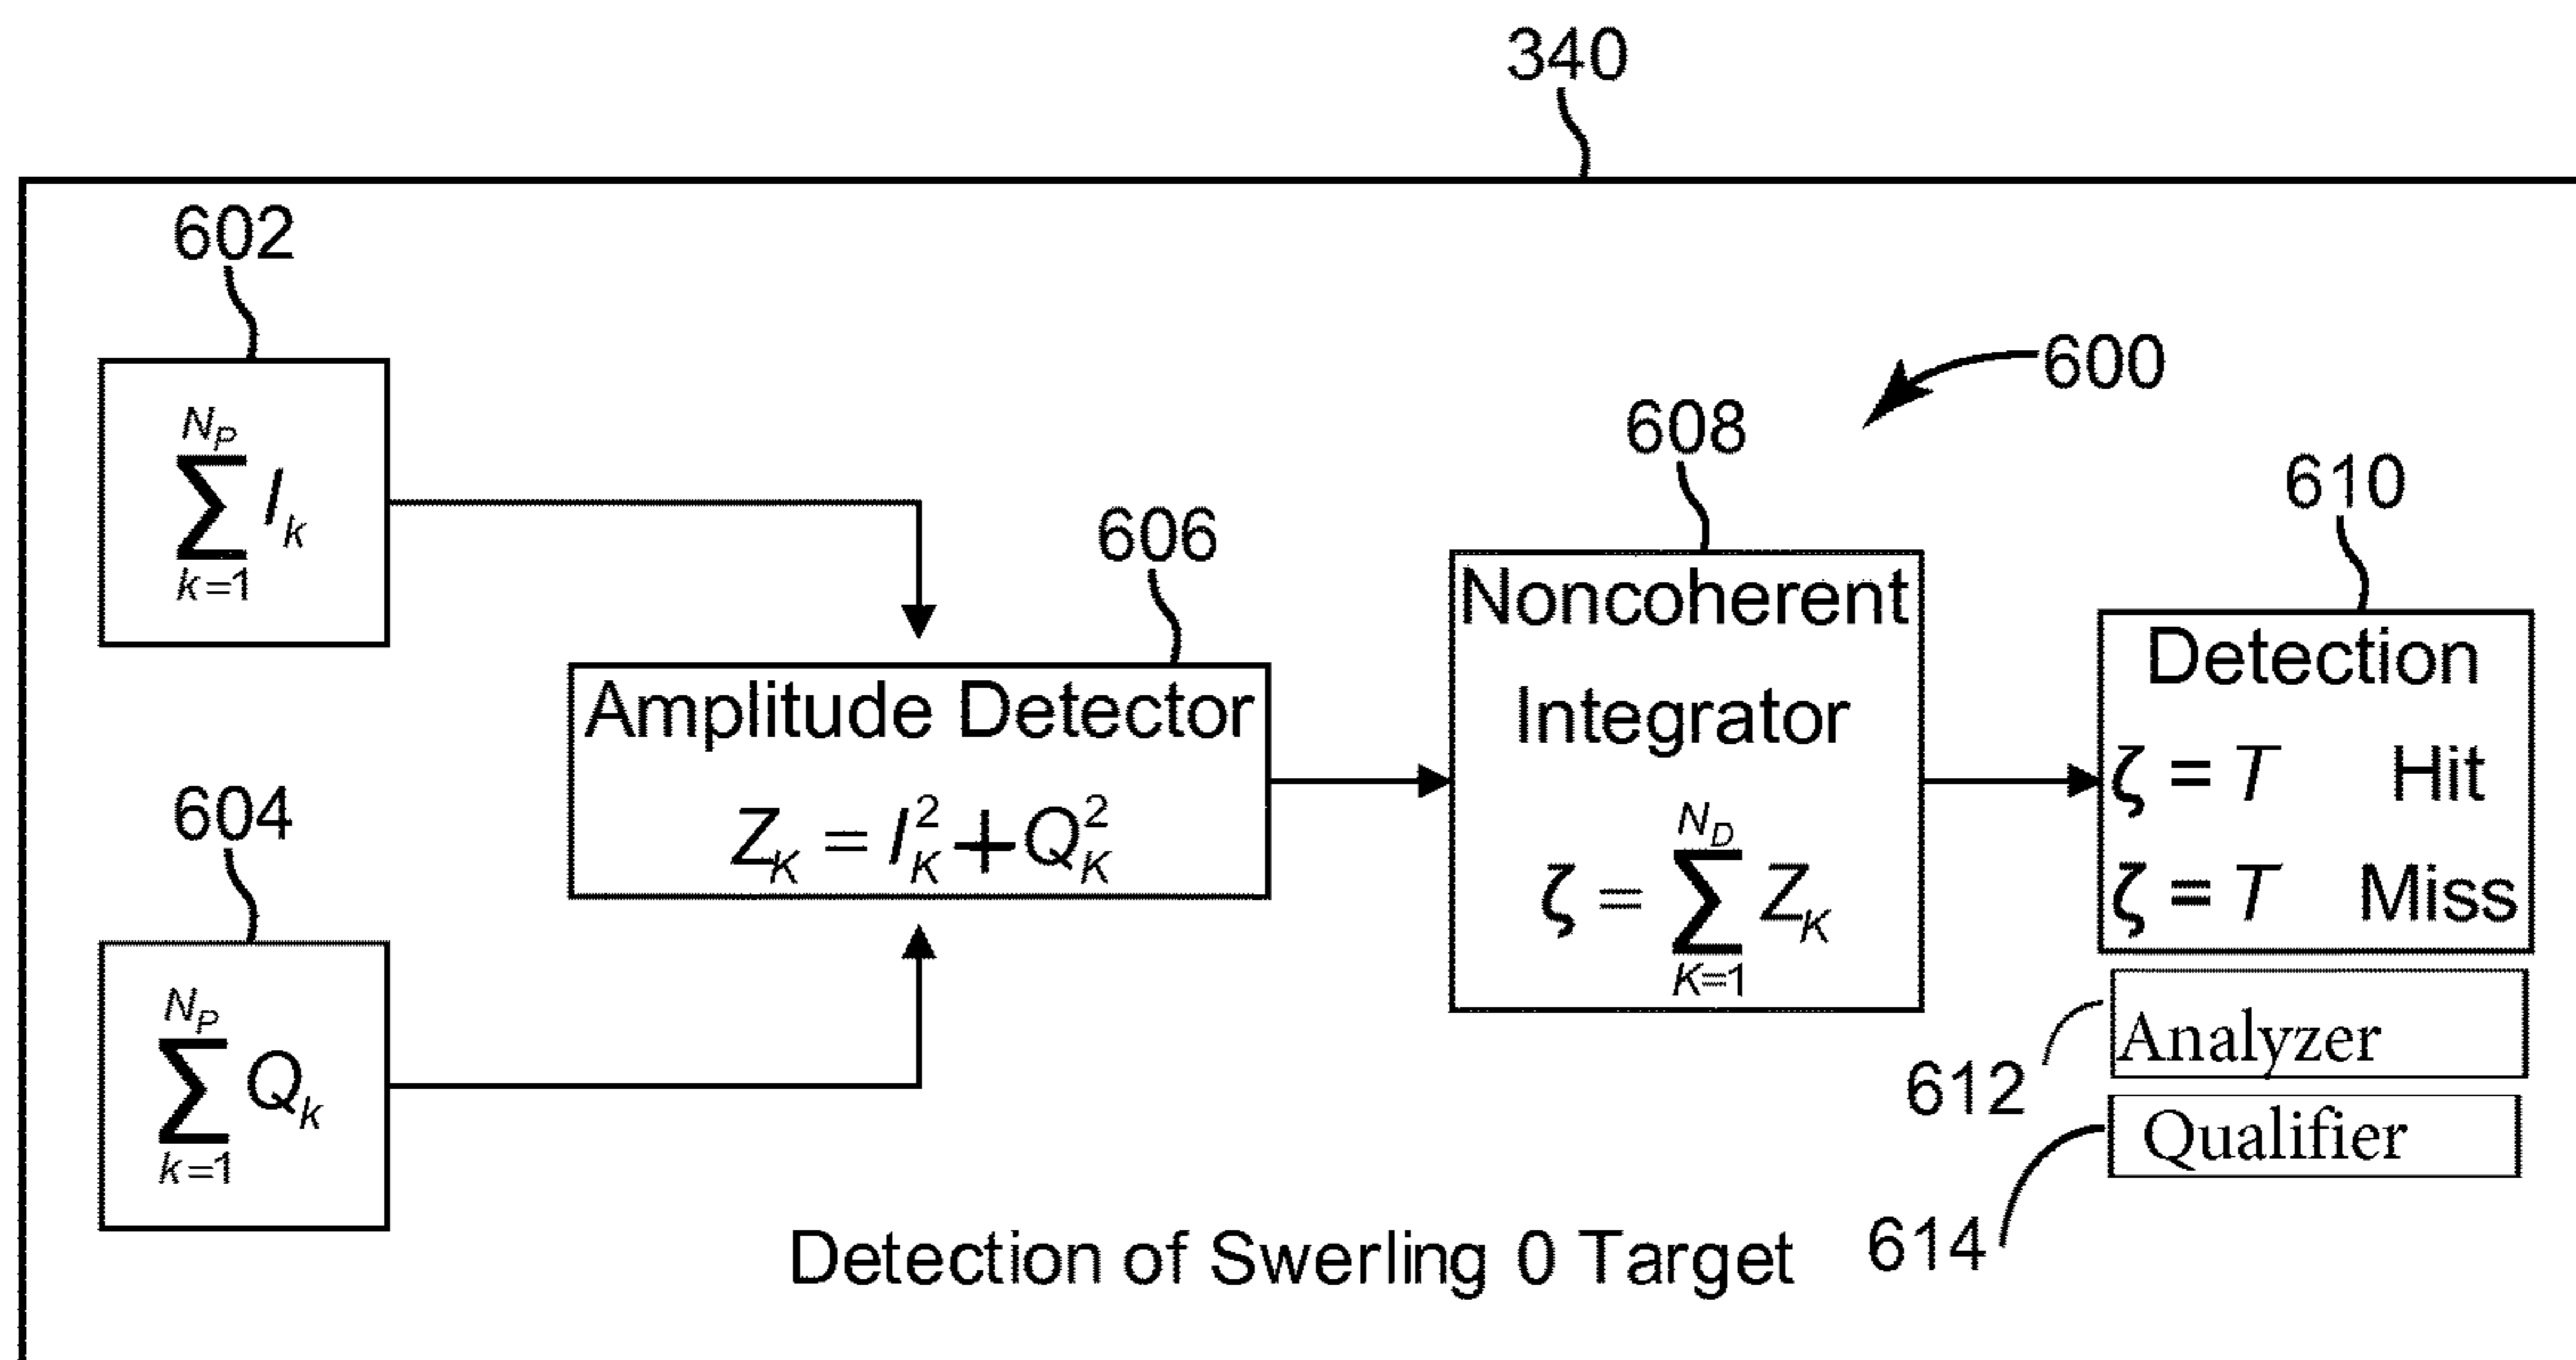 340
602
N_P
∑ I_k
k=1
600
608
606
610
Noncoherent
Integrator
ζ = ∑ Z_K
N_D
K=1
Amplitude Detector
Z_K = I_K^2 + Q_K^2
Detection
ζ = T Hit
ζ = T Miss
604
N_P
∑ Q_k
k=1
612
Analyzer
614
Qualifier
Detection of Swerling 0 Target